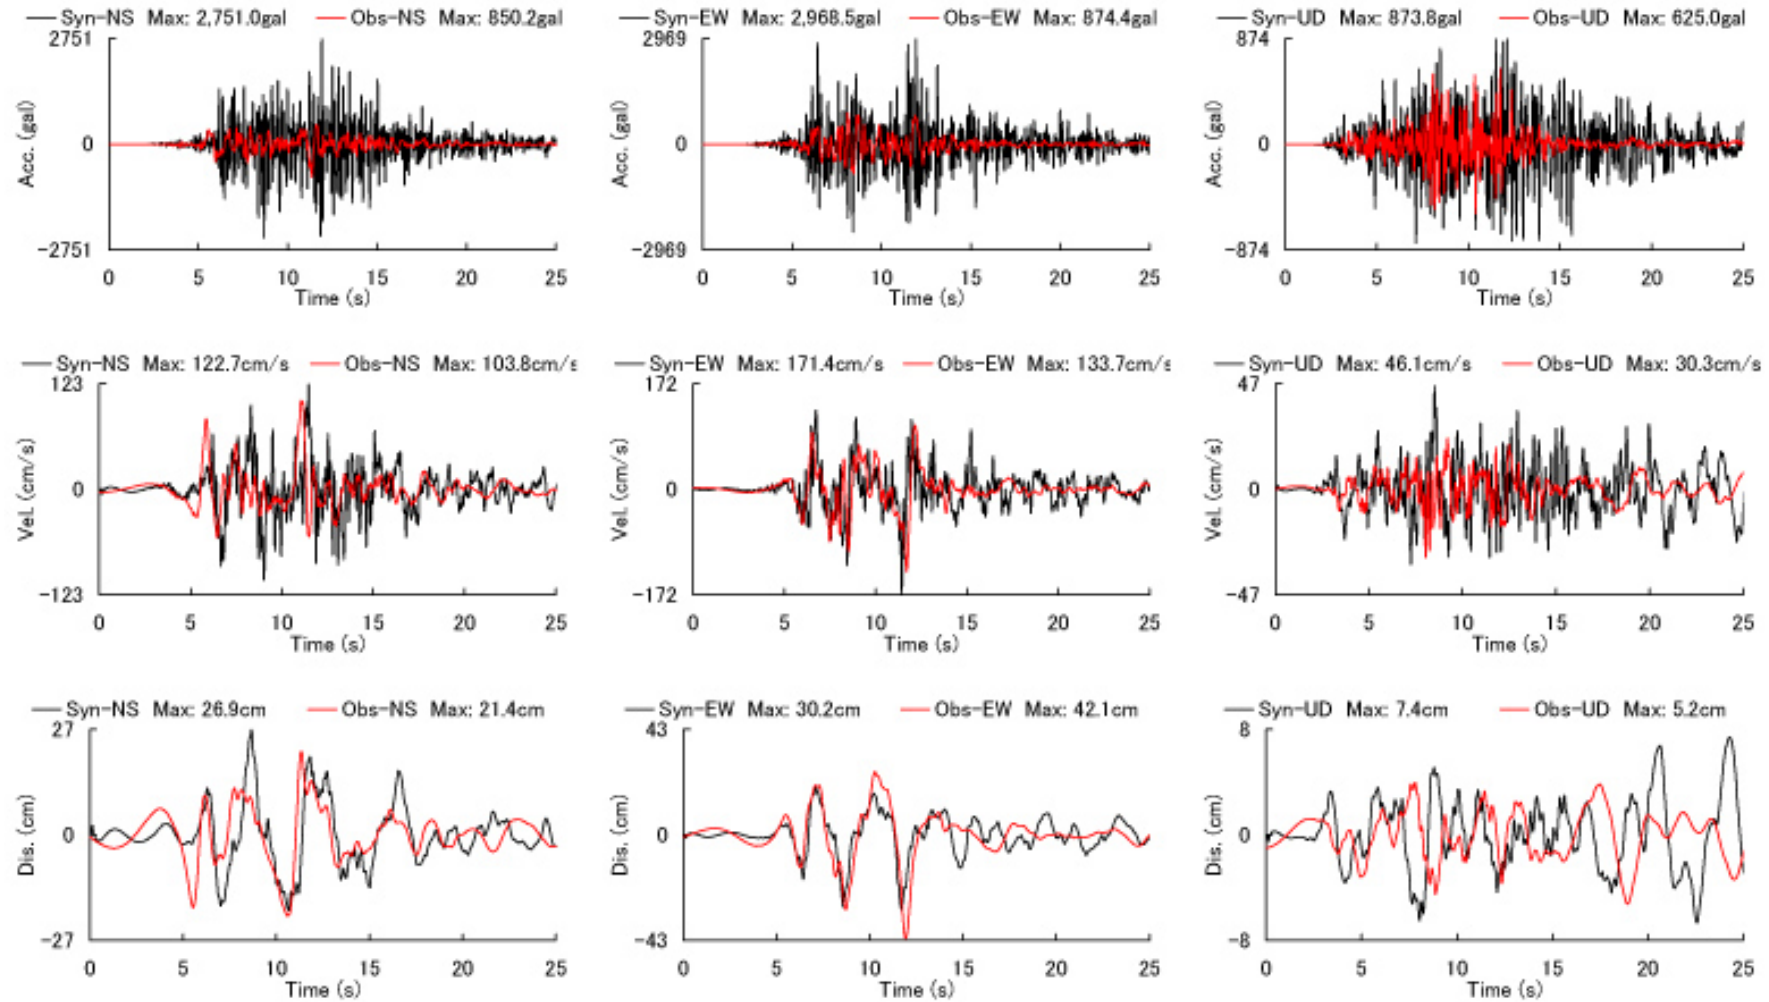 Syn-NS Max: 2,751.0gal Obs-NS Max: 850.2gal
2751
0
-2751
Acc. (gal)
0 5 10 15 20 25
Time (s)
Syn-EW Max: 2,968.5gal Obs-EW Max: 874.4gal
2969
0
-2969
Acc. (gal)
0 5 10 15 20 25
Time (s)
Syn-UD Max: 873.8gal Obs-UD Max: 625.0gal
874
0
-874
Acc. (gal)
0 5 10 15 20 25
Time (s)
Syn-NS Max: 122.7cm/s Obs-NS Max: 103.8cm/s
123
0
-123
Vel. (cm/s)
0 5 10 15 20 25
Time (s)
Syn-EW Max: 171.4cm/s Obs-EW Max: 133.7cm/s
172
0
-172
Vel. (cm/s)
0 5 10 15 20 25
Time (s)
Syn-UD Max: 46.1cm/s Obs-UD Max: 30.3cm/s
47
0
-47
Vel. (cm/s)
0 5 10 15 20 25
Time (s)
Syn-NS Max: 26.9cm Obs-NS Max: 21.4cm
27
0
-27
Dis. (cm)
0 5 10 15 20 25
Time (s)
Syn-EW Max: 30.2cm Obs-EW Max: 42.1cm
43
0
-43
Dis. (cm)
0 5 10 15 20 25
Time (s)
Syn-UD Max: 7.4cm Obs-UD Max: 5.2cm
8
0
-8
Dis. (cm)
0 5 10 15 20 25
Time (s)